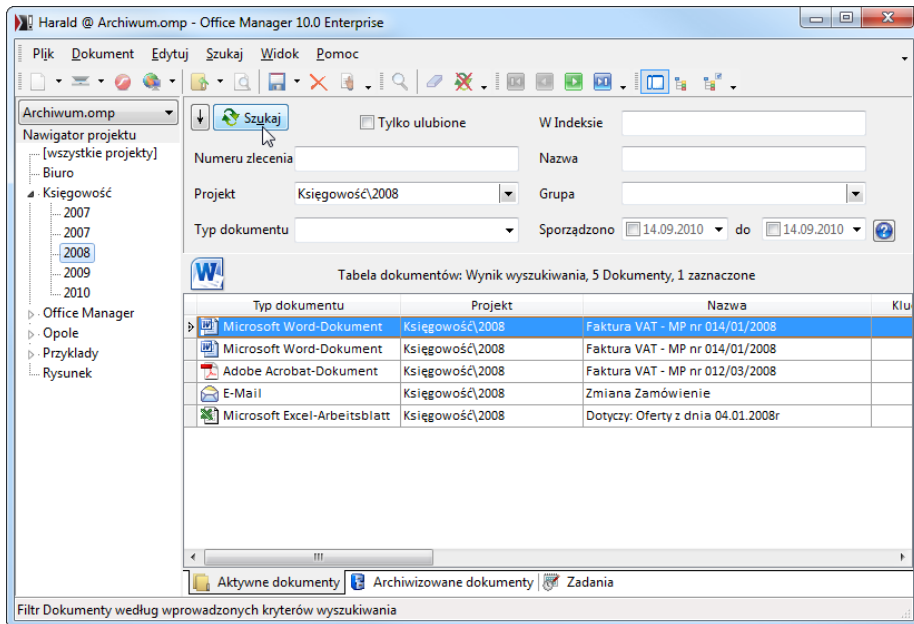 Harald @ Archiwum.omp - Office Manager 10.0 Enterprise
Plik Dokument Edytuj Szukaj Widok Pomoc
Archiwum.omp
Nawigator projektu
[wszystkie projekty]
Biuro
Księgowość
2007
2007
2008
2009
2010
Office Manager
Opole
Przyklady
Rysunek
Szukaj Tylko ulubione W Indeksie
Numeru zlecenia Nazwa
Projekt Księgowość\2008 Grupa
Typ dokumentu Sporządzono 14.09.2010 do 14.09.2010
Tabela dokumentów: Wynik wyszukiwania, 5 Dokumenty, 1 zaznaczone
Typ dokumentu Projekt Nazwa Klu
Microsoft Word-Dokument Księgowość\2008 Faktura VAT - MP nr 014/01/2008
Microsoft Word-Dokument Księgowość\2008 Faktura VAT - MP nr 014/01/2008
Adobe Acrobat-Dokument Księgowość\2008 Faktura VAT - MP nr 012/03/2008
E-Mail Księgowość\2008 Zmiana Zamówienie
Microsoft Excel-Arbeitsblatt Księgowość\2008 Dotyczy: Oferty z dnia 04.01.2008r
Aktywne dokumenty Archiwizowane dokumenty Zadania
Filtr Dokumenty według wprowadzonych kryterów wyszukiwania